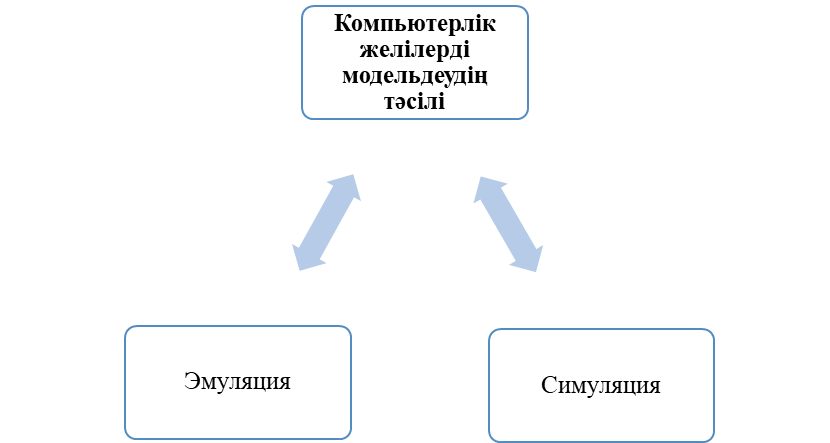 Компьютерлік
желілерді
модельдеудің
тәсілі
Эмуляция
Симуляция